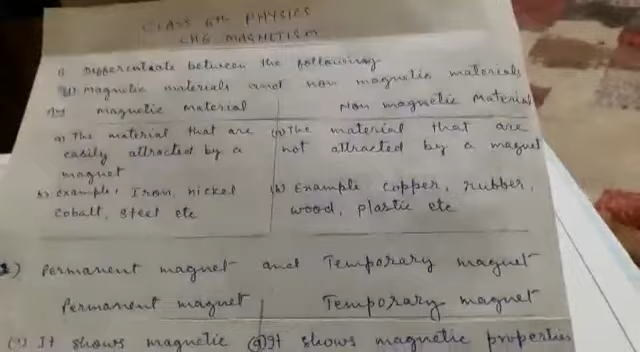 CLASS 6th PHYSICS
CH6 MAGNETISM
Differentiate between the following
magnetic materials and non magnetic materials
magnetic material Non magnetic Material
a) The material that are (a) The material that are
easily attracted by a not attracted by a magnet
magnet
b) example, Iron, nickel (b) Example copper, rubber,
cobalt, steel etc wood, plastic etc
2) Permanent magnet and Temporary magnet
Permanent magnet Temporary magnet
It shows magnetic (a) It shows magnetic properties